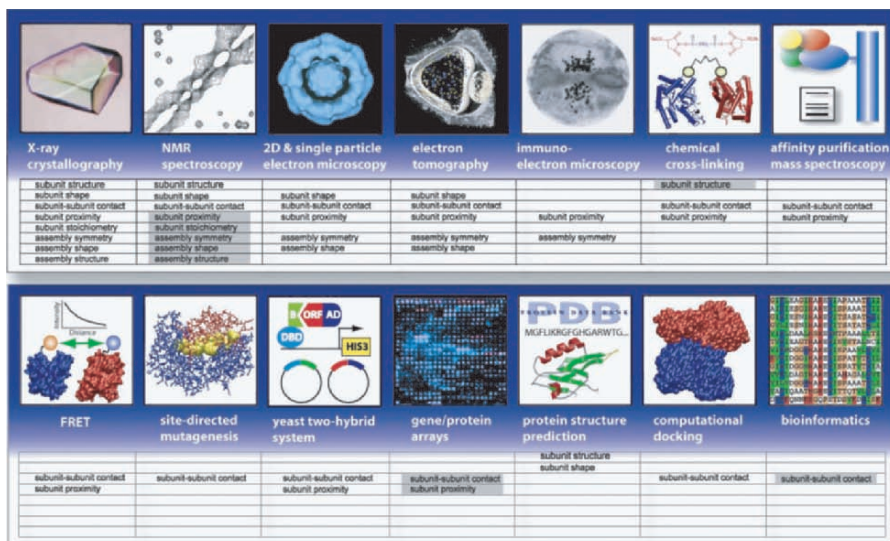 X-ray
crystallography
NMR
spectroscopy
2D & single particle
electron microscopy
electron
tomography
immuno-
electron microscopy
chemical
cross-linking
affinity purification
mass spectroscopy
subunit structure subunit structure subunit structure
subunit shape subunit shape subunit shape subunit shape
subunit-subunit contact subunit-subunit contact subunit-subunit contact subunit-subunit contact subunit-subunit contact subunit-subunit contact
subunit proximity subunit proximity subunit proximity subunit proximity subunit proximity subunit proximity subunit proximity
subunit stoichiometry subunit stoichiometry
assembly symmetry assembly symmetry assembly symmetry assembly symmetry assembly symmetry
assembly shape assembly shape assembly shape assembly shape
assembly structure assembly structure
Intensity
Distance
B ORF AD
DBD
HIS3
PDB
PROTEIN DATA BANK
MGFLIKRGFGHGARWTG...
FRET
site-directed
mutagenesis
yeast two-hybrid
system
gene/protein
arrays
protein structure
prediction
computational
docking
bioinformatics
subunit structure
subunit shape
subunit-subunit contact subunit-subunit contact subunit-subunit contact subunit-subunit contact subunit-subunit contact subunit-subunit contact
subunit proximity subunit proximity subunit proximity